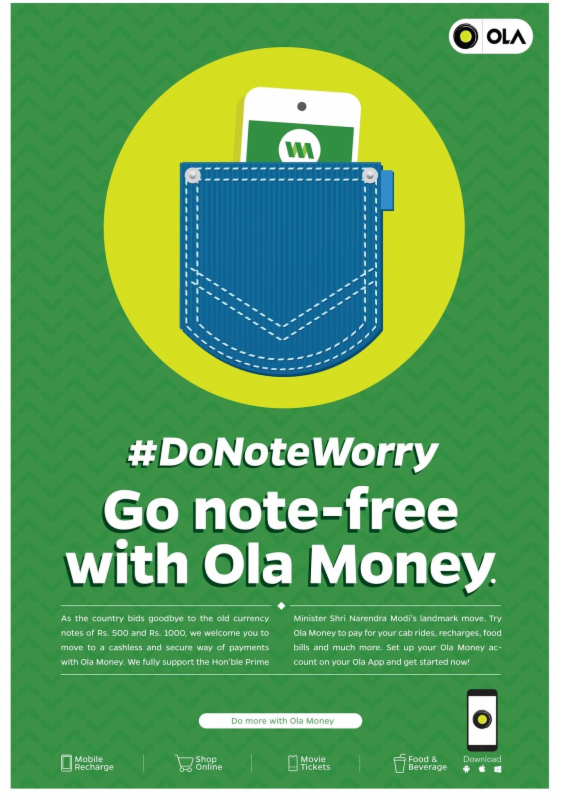 OLA
#DoNoteWorry
Go note-free
with Ola Money.
As the country bids goodbye to the old currency
notes of Rs. 500 and Rs. 1000, we welcome you to
move to a cashless and secure way of payments
with Ola Money. We fully support the Hon'ble Prime
Minister Shri Narendra Modi's landmark move. Try
Ola Money to pay for your cab rides, recharges, food
bills and much more. Set up your Ola Money ac-
count on your Ola App and get started now!
Do more with Ola Money
Mobile
Recharge
Shop
Online
Movie
Tickets
Food &
Beverage
Download